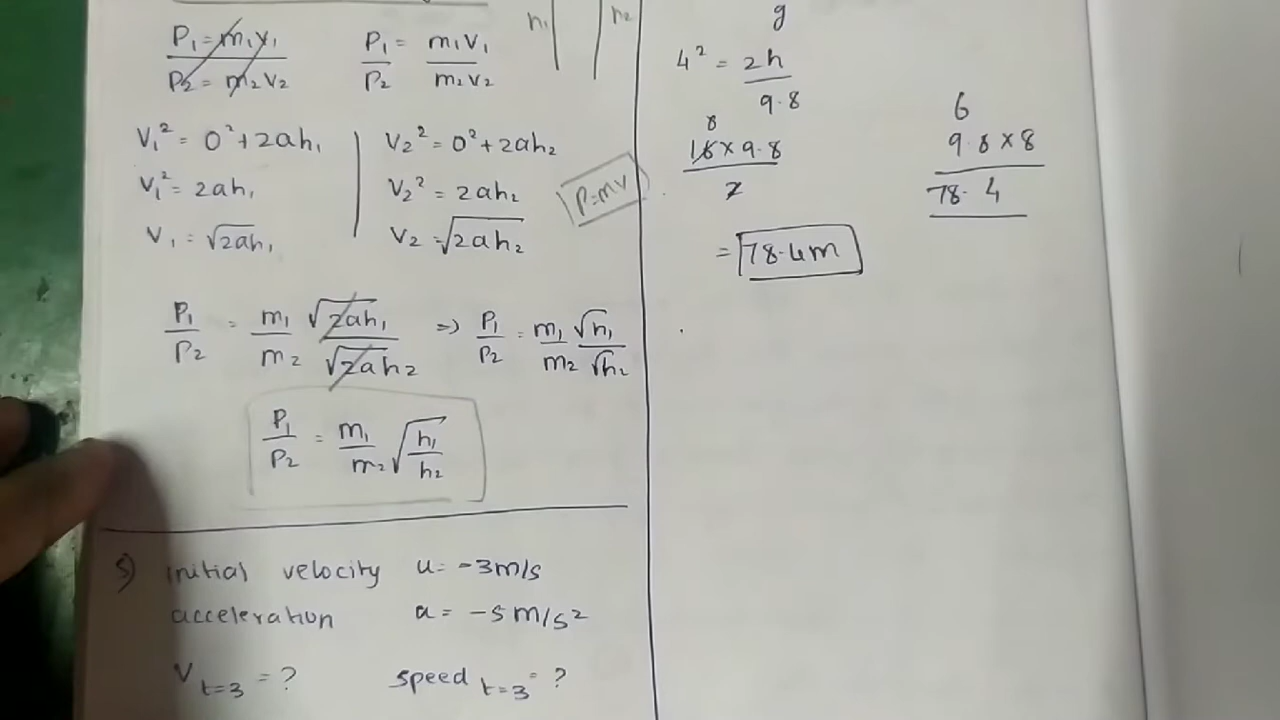 P₁ = m₁v₁ / P₂ = m₂v₂    P₁/P₂ = m₁v₁/m₂v₂
h₁ h₂
V₁² = 0² + 2ah₁ | V₂² = 0² + 2ah₂
V₁² = 2ah₁    V₂² = 2ah₂
P=mv
V₁ = √2ah₁    V₂ = √2ah₂
P₁/P₂ = m₁/m₂ √2ah₁/√2ah₂ => P₁/P₂ = m₁/m₂ √h₁/√h₂
P₁/P₂ = m₁/m₂ √h₁/h₂
5) initial velocity u = -3m/s
acceleration a = -5m/s²
V t=3 = ?    speed t=3 = ?
g
4² = 2h/9.8
8
16 × 9.8
2
= 78.4m
6
9.8 × 8
78.4